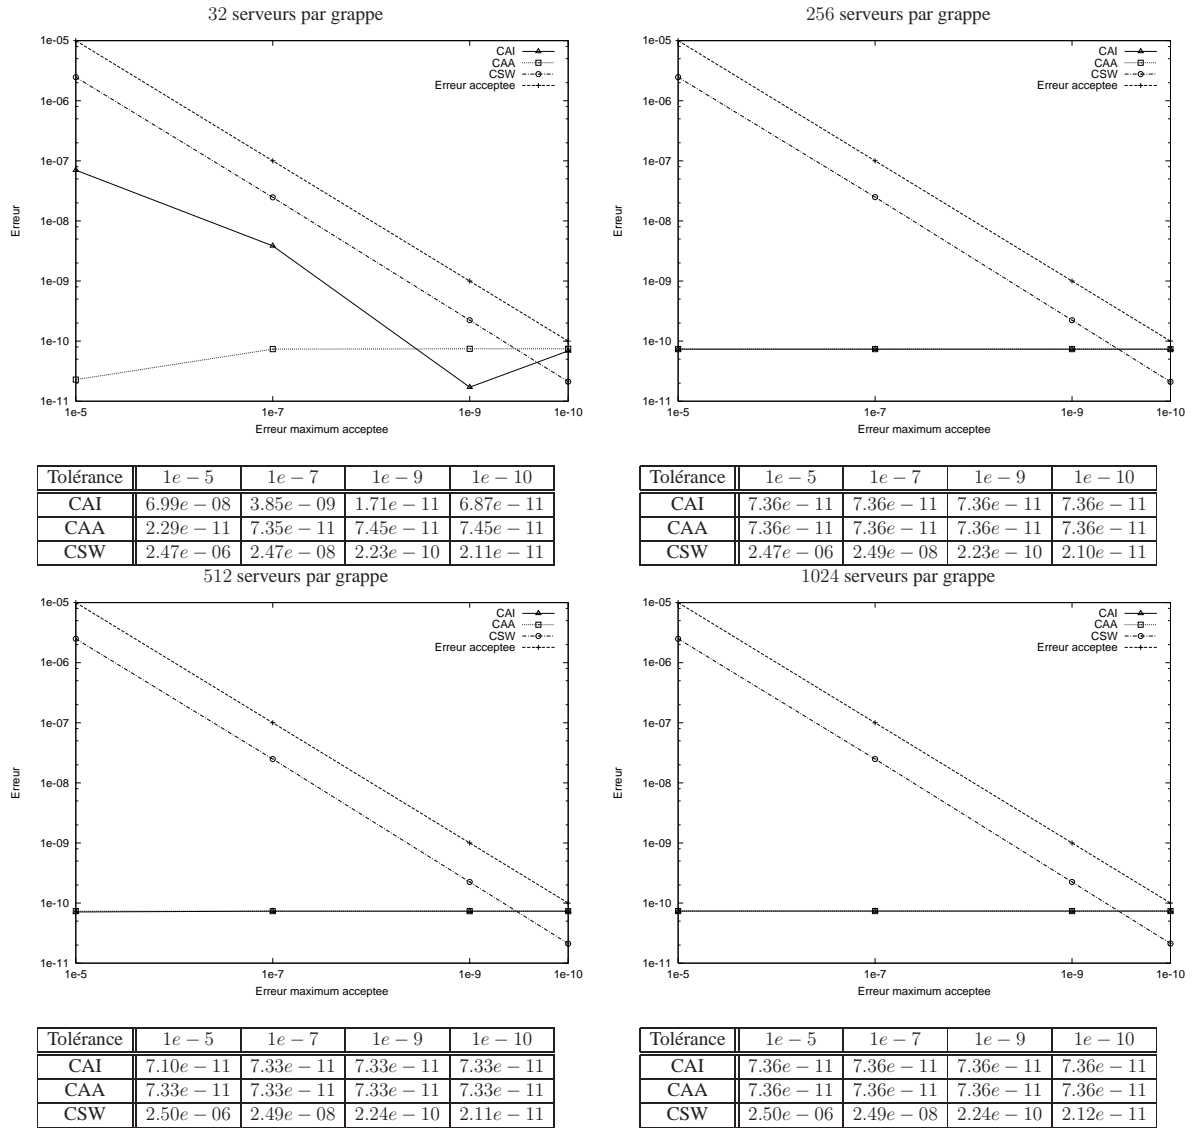 32 serveurs par grappe
1e-05
1e-06
1e-07
1e-08
1e-09
1e-10
1e-11
Erreur
CAI
CAA
CSW
Erreur acceptee
1e-5 1e-7 1e-9 1e-10
Erreur maximum acceptee
Tolérance 1e − 5 1e − 7 1e − 9 1e − 10
CAI 6.99e − 08 3.85e − 09 1.71e − 11 6.87e − 11
CAA 2.29e − 11 7.35e − 11 7.45e − 11 7.45e − 11
CSW 2.47e − 06 2.47e − 08 2.23e − 10 2.11e − 11
256 serveurs par grappe
1e-05
1e-06
1e-07
1e-08
1e-09
1e-10
1e-11
Erreur
CAI
CAA
CSW
Erreur acceptee
1e-5 1e-7 1e-9 1e-10
Erreur maximum acceptee
Tolérance 1e − 5 1e − 7 1e − 9 1e − 10
CAI 7.36e − 11 7.36e − 11 7.36e − 11 7.36e − 11
CAA 7.36e − 11 7.36e − 11 7.36e − 11 7.36e − 11
CSW 2.47e − 06 2.49e − 08 2.23e − 10 2.10e − 11
512 serveurs par grappe
1e-05
1e-06
1e-07
1e-08
1e-09
1e-10
1e-11
Erreur
CAI
CAA
CSW
Erreur acceptee
1e-5 1e-7 1e-9 1e-10
Erreur maximum acceptee
Tolérance 1e − 5 1e − 7 1e − 9 1e − 10
CAI 7.10e − 11 7.33e − 11 7.33e − 11 7.33e − 11
CAA 7.33e − 11 7.33e − 11 7.33e − 11 7.33e − 11
CSW 2.50e − 06 2.49e − 08 2.24e − 10 2.11e − 11
1024 serveurs par grappe
1e-05
1e-06
1e-07
1e-08
1e-09
1e-10
1e-11
Erreur
CAI
CAA
CSW
Erreur acceptee
1e-5 1e-7 1e-9 1e-10
Erreur maximum acceptee
Tolérance 1e − 5 1e − 7 1e − 9 1e − 10
CAI 7.36e − 11 7.36e − 11 7.36e − 11 7.36e − 11
CAA 7.36e − 11 7.36e − 11 7.36e − 11 7.36e − 11
CSW 2.50e − 06 2.49e − 08 2.24e − 10 2.12e − 11